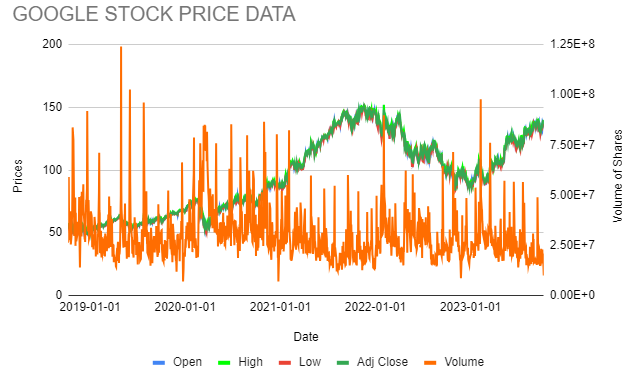 GOOGLE STOCK PRICE DATA
200 1.25E+8
150 1.00E+8
100 7.50E+7
50 5.00E+7
0 2.50E+7
0.00E+0
Prices
Volume of Shares
2019-01-01 2020-01-01 2021-01-01 2022-01-01 2023-01-01
Date
Open High Low Adj Close Volume